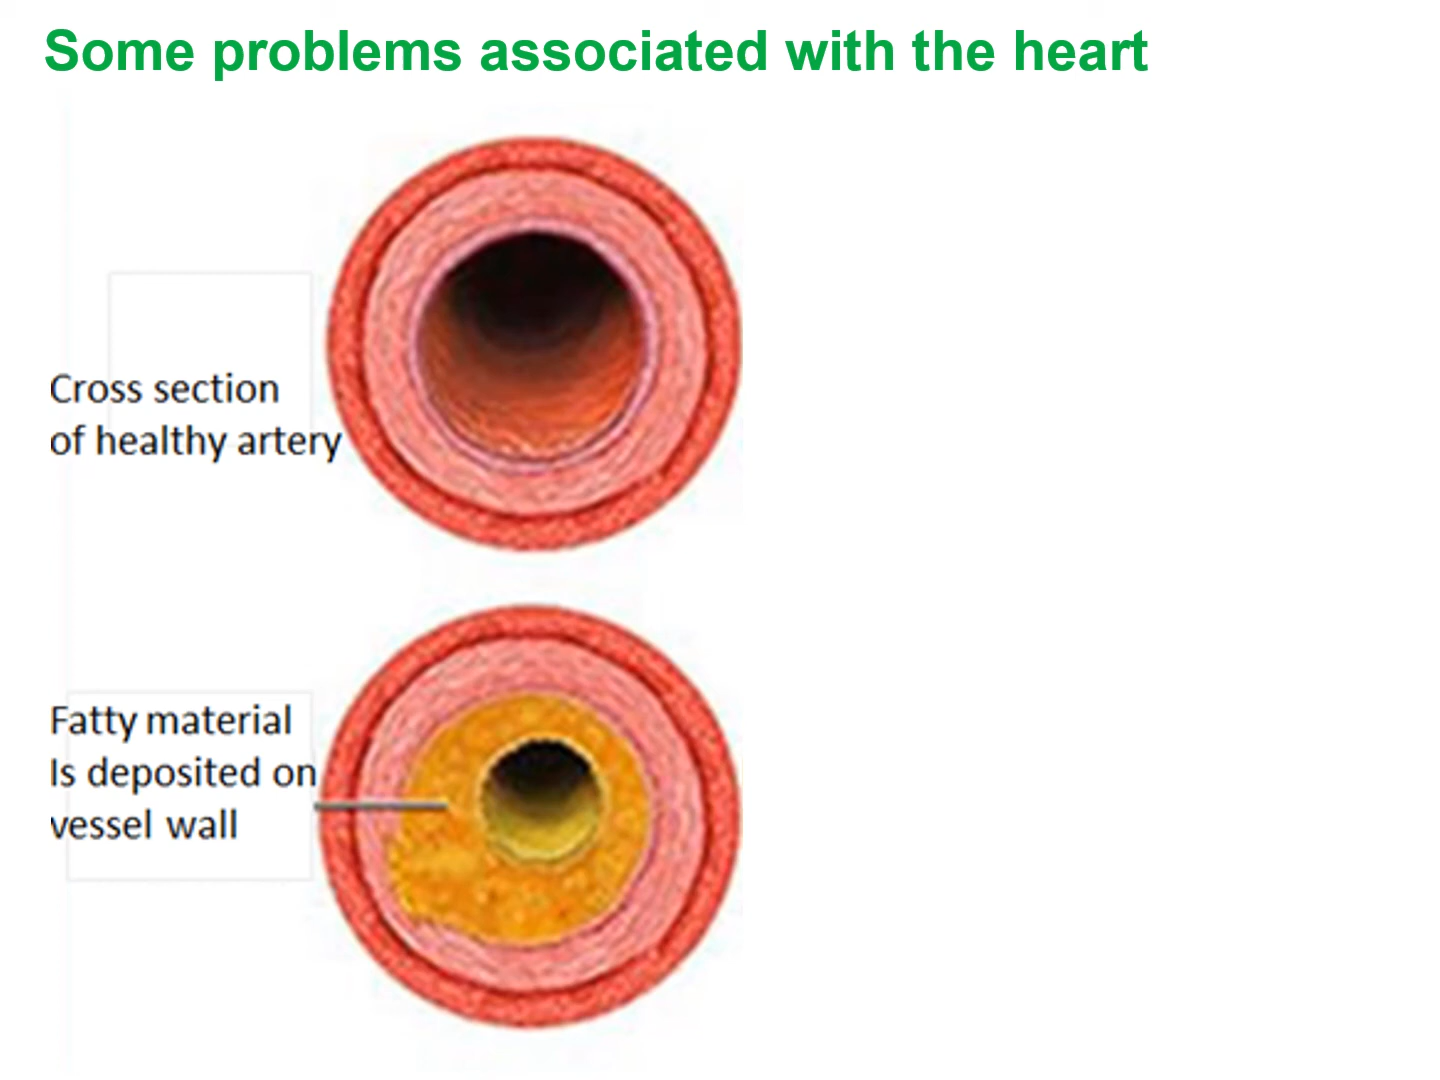 Some problems associated with the heart
Cross section
of healthy artery
Fatty material
Is deposited on
vessel wall